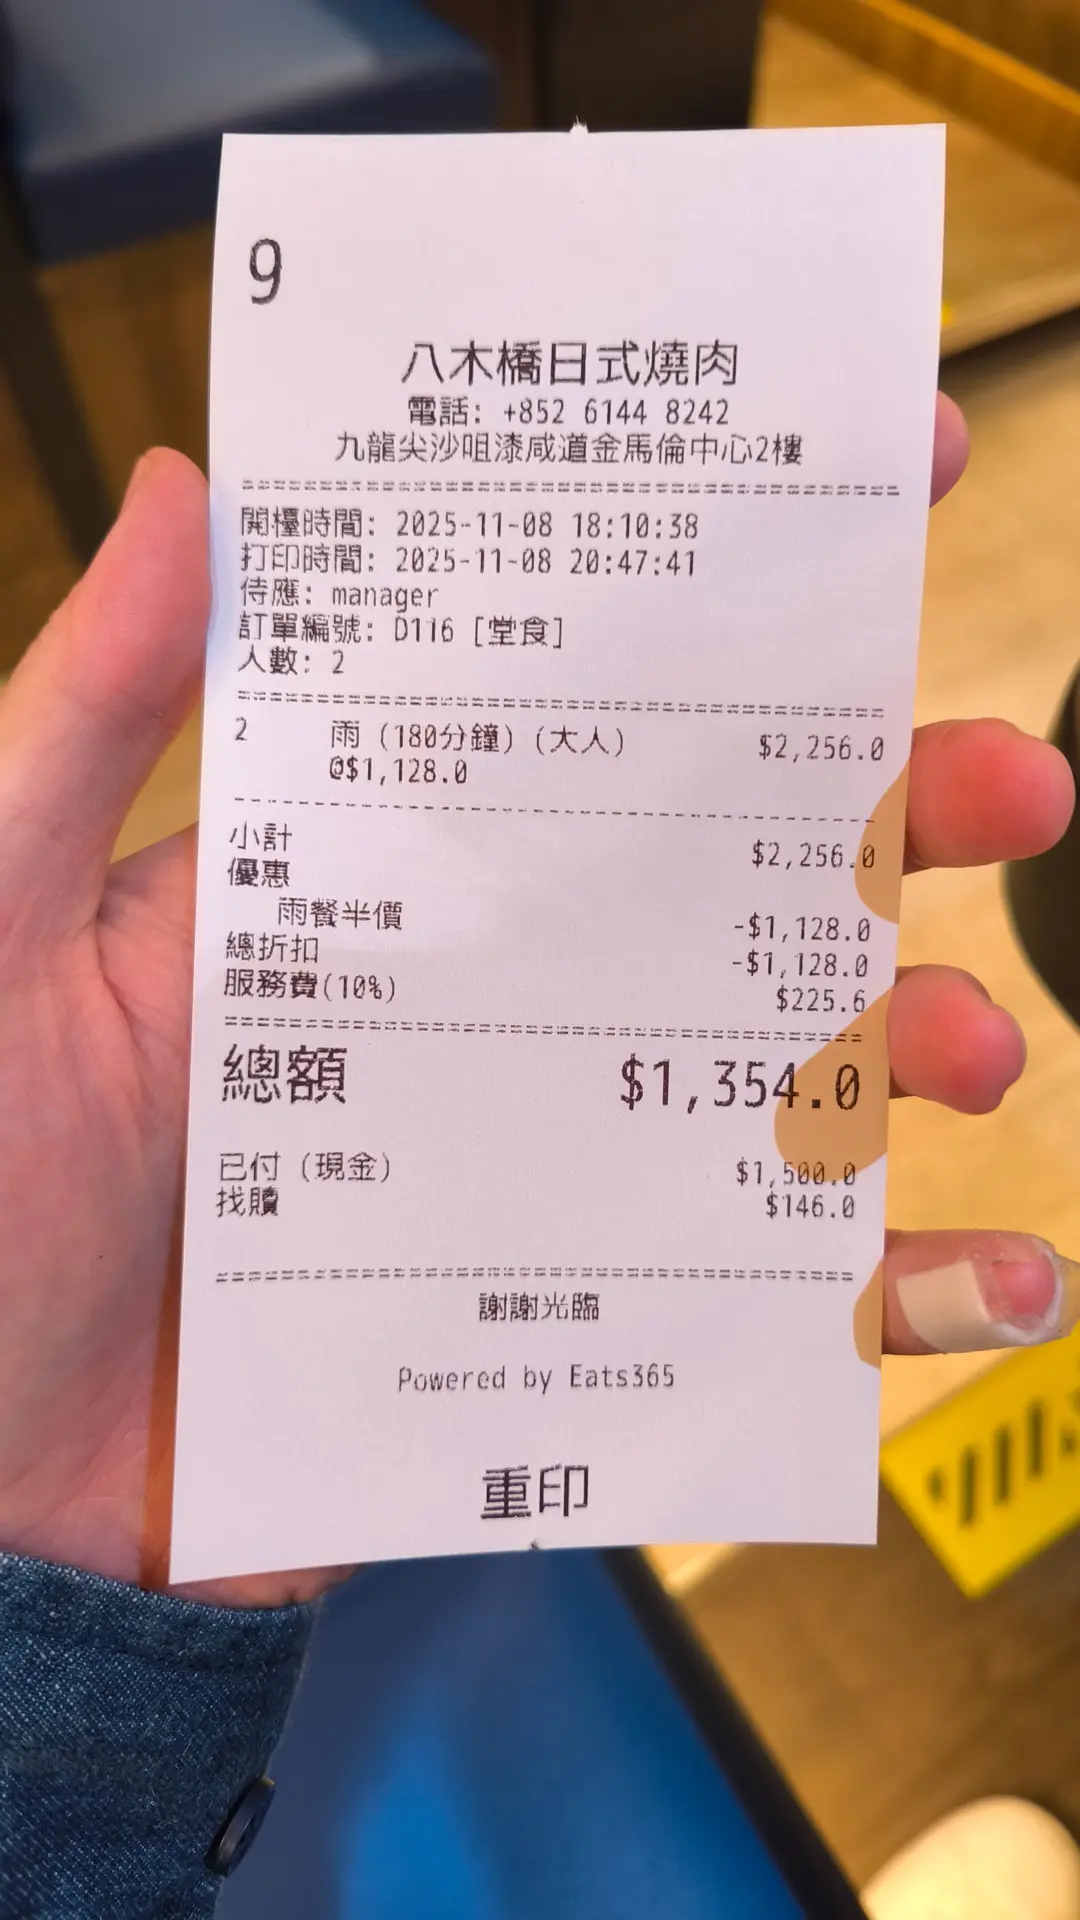 9
八木橋日式燒肉
電話: +852 6144 8242
九龍尖沙咀漆咸道金馬倫中心2樓
開檯時間: 2025-11-08 18:10:38
打印時間: 2025-11-08 20:47:41
侍應: manager
訂單編號: D116 [堂食]
人數: 2
2 雨 (180分鐘) (大人) $2,256.0
@$1,128.0
小計 $2,256.0
優惠
雨餐半價 -$1,128.0
總折扣 -$1,128.0
服務費(10%) $225.6
總額 $1,354.0
已付 (現金) $1,500.0
找贖 $146.0
謝謝光臨
Powered by Eats365
重印